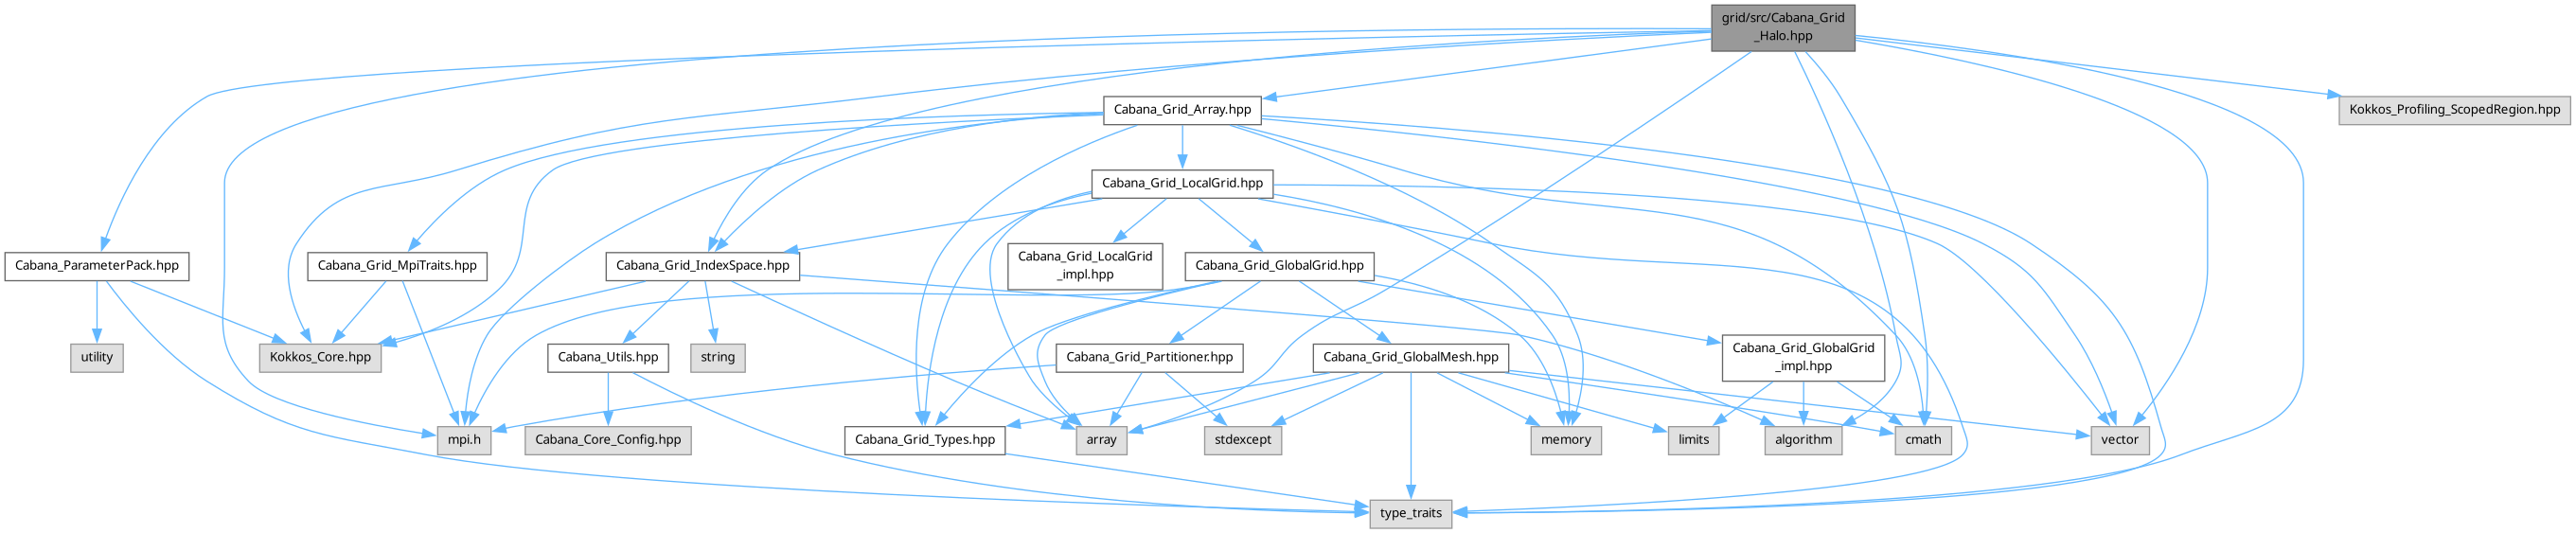 grid/src/Cabana_Grid
_Halo.hpp
Cabana_Grid_Array.hpp
Kokkos_Profiling_ScopedRegion.hpp
Cabana_Grid_LocalGrid.hpp
Cabana_ParameterPack.hpp
Cabana_Grid_MpiTraits.hpp
Cabana_Grid_IndexSpace.hpp
Cabana_Grid_LocalGrid
_impl.hpp
Cabana_Grid_GlobalGrid.hpp
utility
Kokkos_Core.hpp
Cabana_Utils.hpp
string
Cabana_Grid_Partitioner.hpp
Cabana_Grid_GlobalMesh.hpp
Cabana_Grid_GlobalGrid
_impl.hpp
mpi.h
Cabana_Core_Config.hpp
Cabana_Grid_Types.hpp
array
stdexcept
memory
limits
algorithm
cmath
vector
type_traits